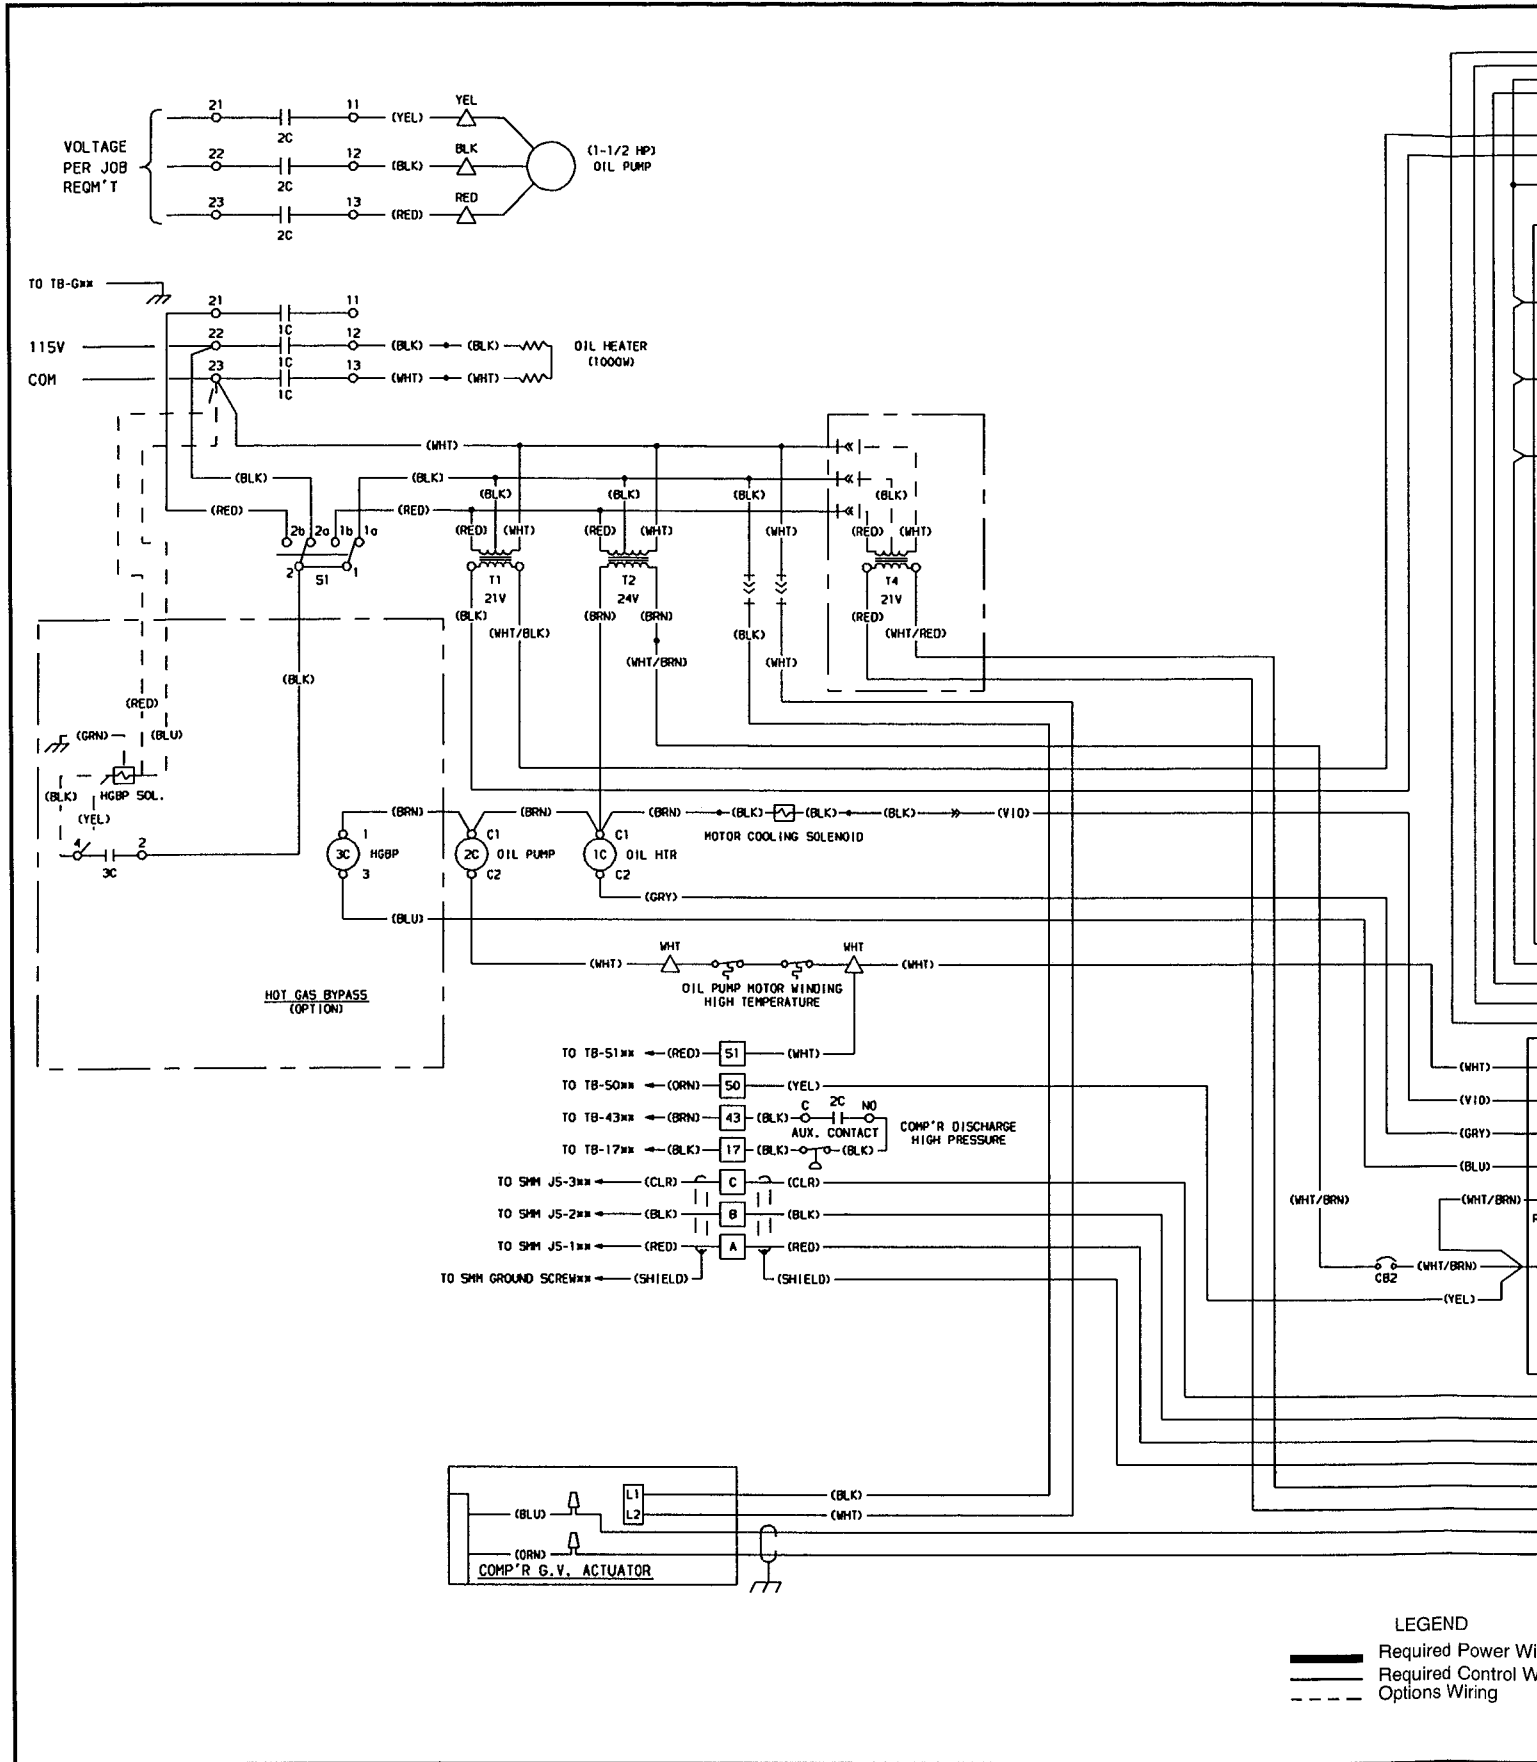 21 11 (YEL) YEL
2C
VOLTAGE
PER JOB
REQM'T
22 12 (BLK) BLK
2C
(1-1/2 HP)
OIL PUMP
23 13 (RED) RED
2C
TO TB-G**
21 11
1C
115V 22 12 (BLK) (BLK)
1C
OIL HEATER
(1000W)
COM 23 13 (WHT) (WHT)
1C
(WHT)
(BLK) (BLK) (BLK) (BLK) (BLK) (BLK)
(RED) (RED) (RED) (WHT) (RED) (WHT) (WHT) (RED) (WHT)
2b 2a 1b 1a
2 S1 1
T1
21V
T2
24V
T4
21V
(BLK) (BRN) (BRN) (RED)
(WHT/BLK) (BLK) (WHT/RED)
(WHT/BRN) (WHT)
(BLK)
(RED)
(GRN) (BLU)
(BLK) HGBP SOL.
(YEL)
4 2
3C
(BRN) (BRN) (BRN) (BLK) (BLK) (BLK) (VIO)
MOTOR COOLING SOLENOID
1 C1 C1
3C HGBP 2C OIL PUMP 1C OIL HTR
3 C2 C2
(GRY)
(BLU)
WHT WHT
(WHT) (WHT)
OIL PUMP MOTOR WINDING
HIGH TEMPERATURE
HOT GAS BYPASS
(OPTION)
TO TB-51** (RED) 51 (WHT)
TO TB-50** (ORN) 50 (YEL)
TO TB-43** (BRN) 43 (BLK) C 2C NO
AUX. CONTACT
COMP'R DISCHARGE
HIGH PRESSURE
TO TB-17** (BLK) 17 (BLK) (BLK)
TO SMM J5-3** (CLR) C (CLR)
TO SMM J5-2** (BLK) B (BLK)
TO SMM J5-1** (RED) A (RED)
TO SMM GROUND SCREW** (SHIELD) (SHIELD)
(WHT)
(VIO)
(GRY)
(BLU)
(WHT/BRN) (WHT/BRN)
CB2 (WHT/BRN)
(YEL)
L1 (BLK)
(BLU) L2 (WHT)
(ORN)
COMP'R G.V. ACTUATOR
LEGEND
Required Power Wi
Required Control W
Options Wiring